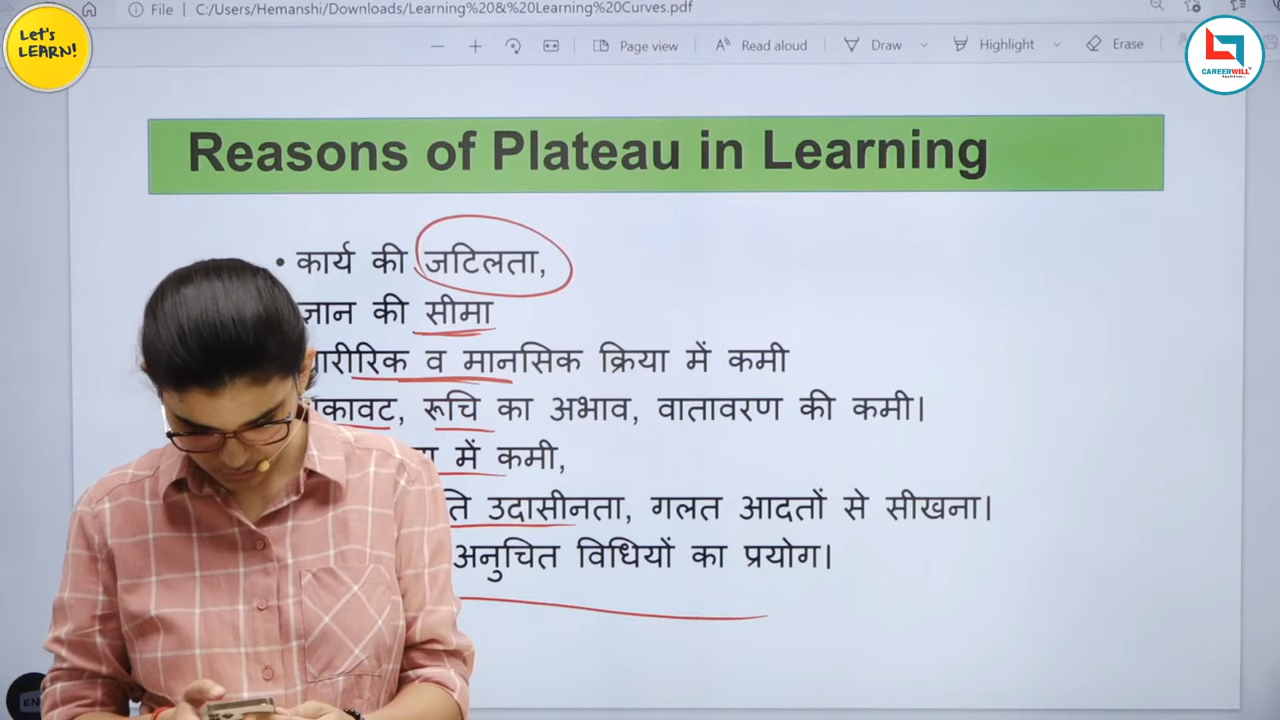 Let's
LEARN!
File C:/Users/Hemanshi/Downloads/Learning%20&%20Learning%20Curves.pdf
Page view Read aloud Draw Highlight Erase
CAREERWILL
Reasons of Plateau in Learning
• कार्य की जटिलता,
की सीमा
व मानसिक क्रिया में कमी
रूचि का अभाव, वातावरण की कमी।
में कमी,
उदासीनता, गलत आदतों से सीखना।
अनुचित विधियों का प्रयोग।